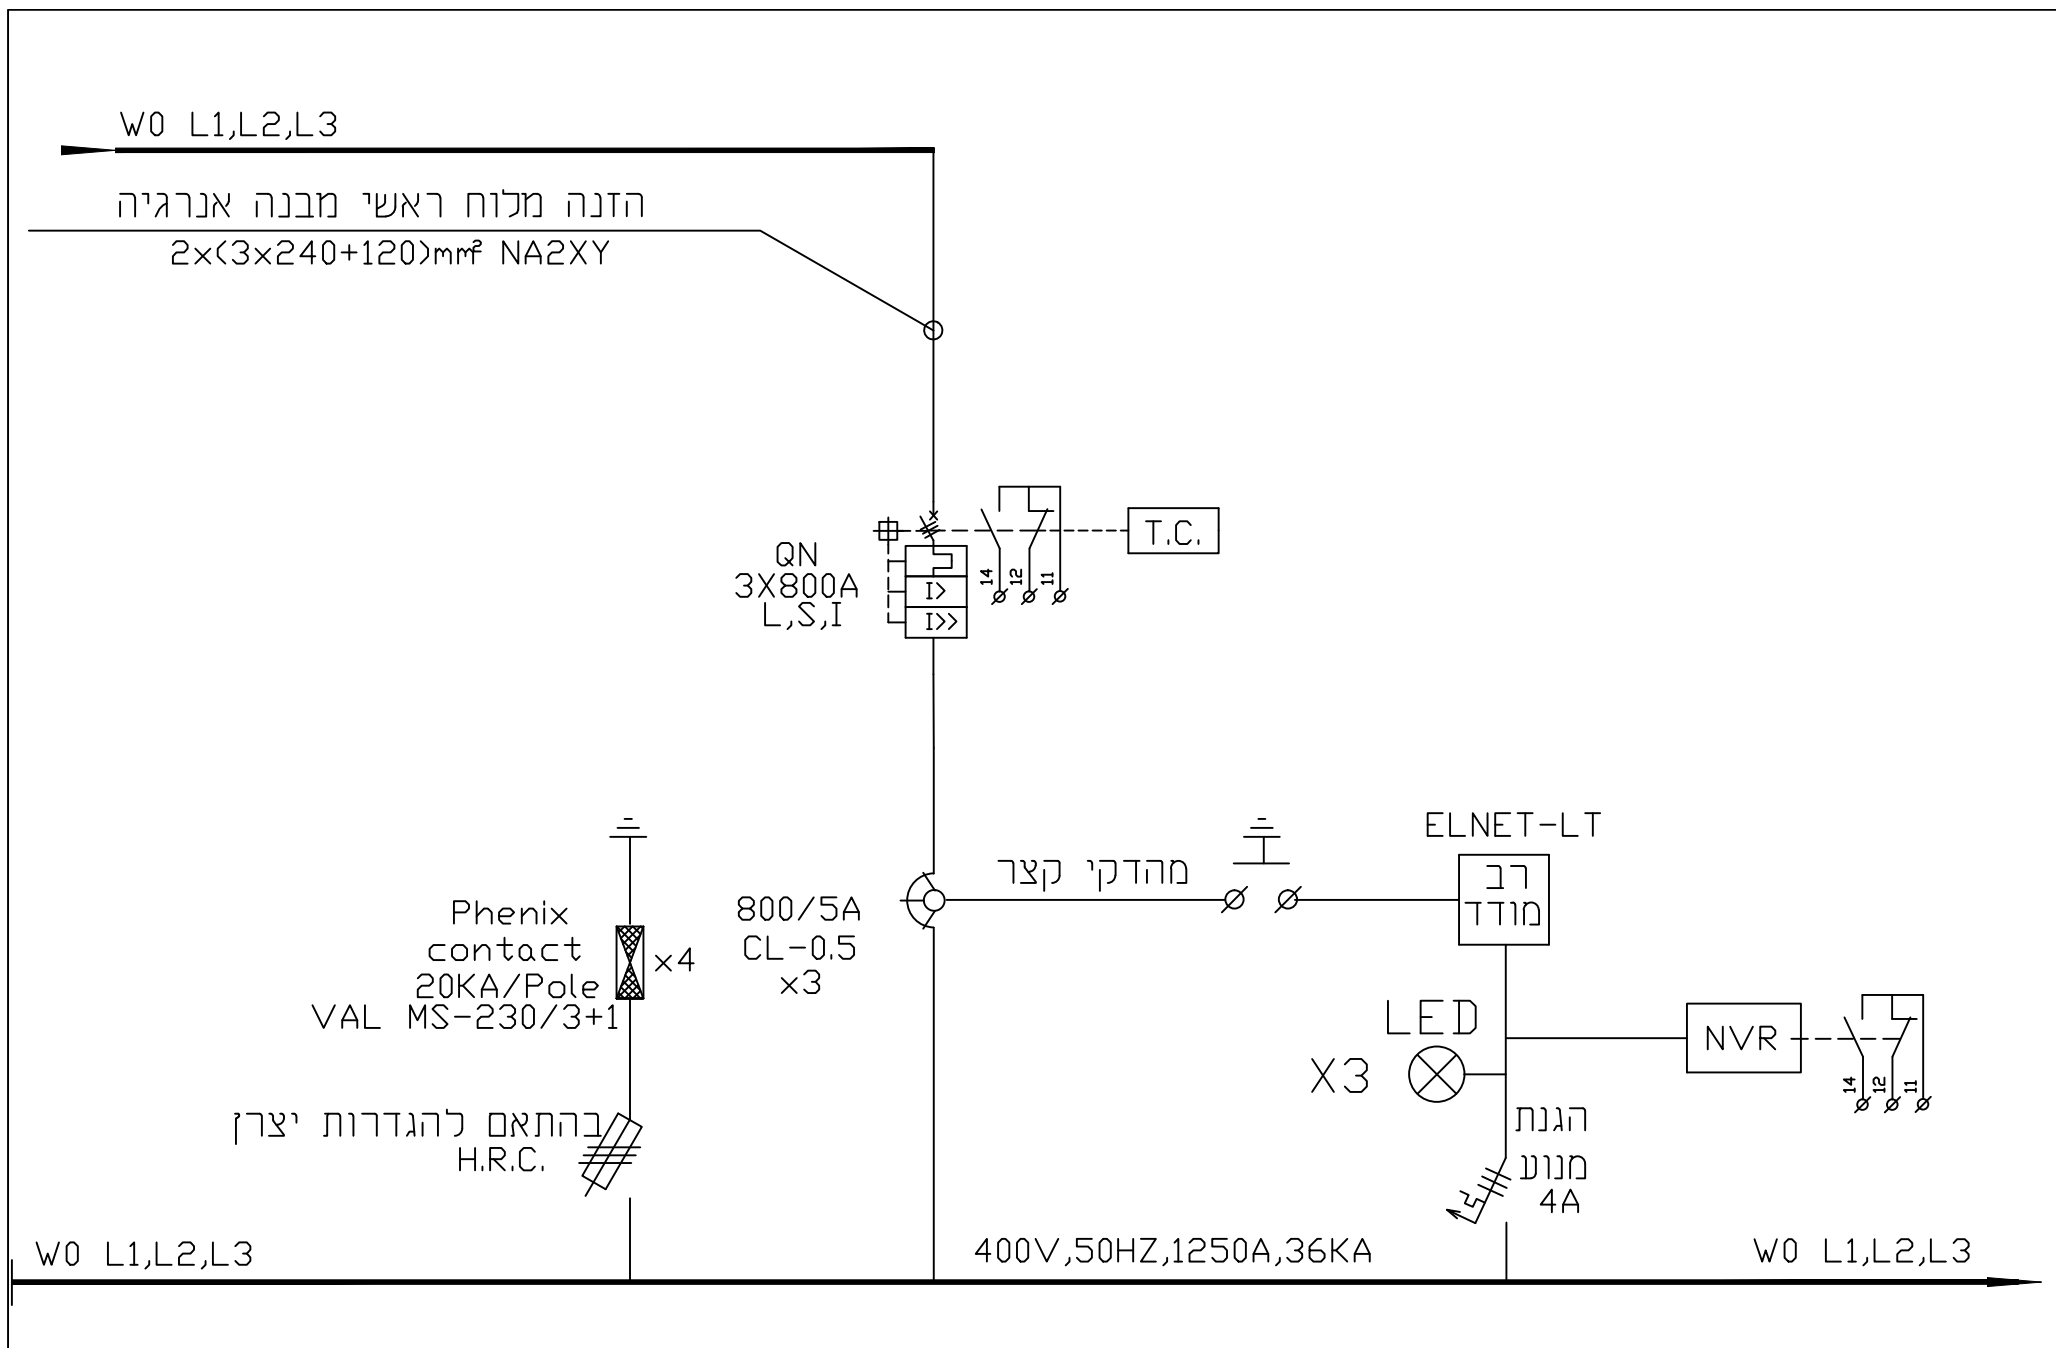 W0 L1,L2,L3
הזנה מלוח ראשי מבנה אנרגיה
2x(3x240+120)mm² NA2XY
QN
3X800A
L,S,I
I>
I>>
14
12
11
T.C.
ELNET-LT
רב
מודד
מהדקי קצר
800/5A
CL-0.5
x3
Phenix
contact
20KA/Pole
VAL MS-230/3+1
x4
LED
X3
NVR
14
12
11
בהתאם להגדרות יצרן
H.R.C.
הגנת
מנוע
4A
W0 L1,L2,L3
400V,50HZ,1250A,36KA
W0 L1,L2,L3